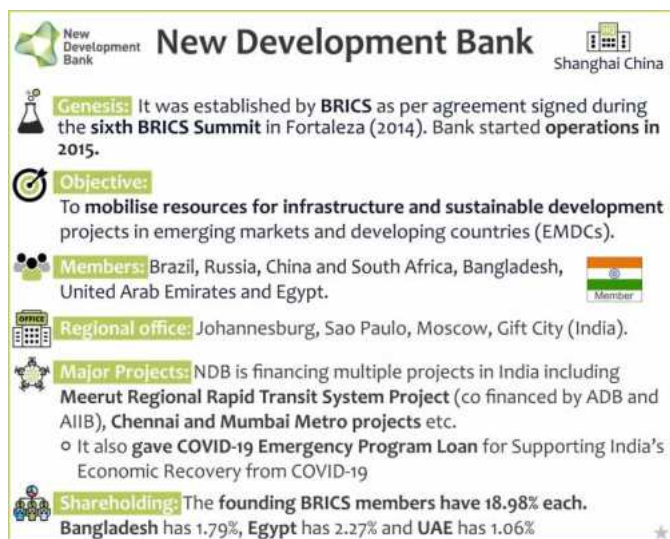 New
Development
Bank
New Development Bank
HQ
Shanghai China
Genesis: It was established by BRICS as per agreement signed during
the sixth BRICS Summit in Fortaleza (2014). Bank started operations in
2015.
Objective:
To mobilise resources for infrastructure and sustainable development
projects in emerging markets and developing countries (EMDCs).
Members: Brazil, Russia, China and South Africa, Bangladesh,
United Arab Emirates and Egypt.
Member
OFFICE
Regional office: Johannesburg, Sao Paulo, Moscow, Gift City (India).
Major Projects: NDB is financing multiple projects in India including
Meerut Regional Rapid Transit System Project (co financed by ADB and
AIIB), Chennai and Mumbai Metro projects etc.
It also gave COVID-19 Emergency Program Loan for Supporting India's
Economic Recovery from COVID-19
Shareholding: The founding BRICS members have 18.98% each.
Bangladesh has 1.79%, Egypt has 2.27% and UAE has 1.06%